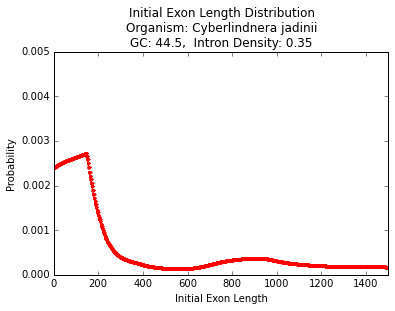 Initial Exon Length Distribution
Organism: Cyberlindnera jadinii
GC: 44.5,  Intron Density: 0.35
0.005
0.004
0.003
0.002
0.001
0.000
Probability
0 200 400 600 800 1000 1200 1400
Initial Exon Length